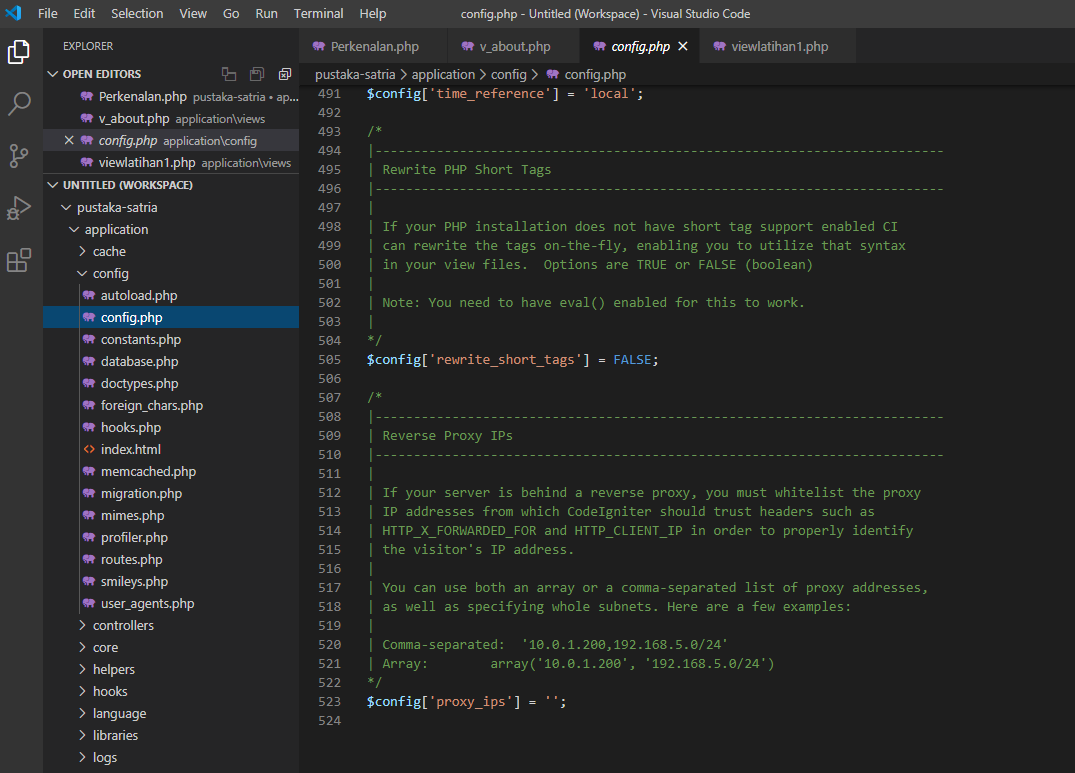 File Edit Selection View Go Run Terminal Help config.php - Untitled (Workspace) - Visual Studio Code
EXPLORER
OPEN EDITORS
Perkenalan.php pustaka-satria • ap...
v_about.php application\views
config.php application\config
viewlatihan1.php application\views
UNTITLED (WORKSPACE)
pustaka-satria
application
cache
config
autoload.php
config.php
constants.php
database.php
doctypes.php
foreign_chars.php
hooks.php
index.html
memcached.php
migration.php
mimes.php
profiler.php
routes.php
smileys.php
user_agents.php
controllers
core
helpers
hooks
language
libraries
logs
Perkenalan.php v_about.php config.php viewlatihan1.php
pustaka-satria > application > config > config.php
491 $config['time_reference'] = 'local';
492
493 /*
494 |--------------------------------------------------------------------------
495 | Rewrite PHP Short Tags
496 |--------------------------------------------------------------------------
497 |
498 | If your PHP installation does not have short tag support enabled CI
499 | can rewrite the tags on-the-fly, enabling you to utilize that syntax
500 | in your view files.  Options are TRUE or FALSE (boolean)
501 |
502 | Note: You need to have eval() enabled for this to work.
503 |
504 */
505 $config['rewrite_short_tags'] = FALSE;
506
507 /*
508 |--------------------------------------------------------------------------
509 | Reverse Proxy IPs
510 |--------------------------------------------------------------------------
511 |
512 | If your server is behind a reverse proxy, you must whitelist the proxy
513 | IP addresses from which CodeIgniter should trust headers such as
514 | HTTP_X_FORWARDED_FOR and HTTP_CLIENT_IP in order to properly identify
515 | the visitor's IP address.
516 |
517 | You can use both an array or a comma-separated list of proxy addresses,
518 | as well as specifying whole subnets. Here are a few examples:
519 |
520 | Comma-separated:  '10.0.1.200,192.168.5.0/24'
521 | Array:        array('10.0.1.200', '192.168.5.0/24')
522 */
523 $config['proxy_ips'] = '';
524